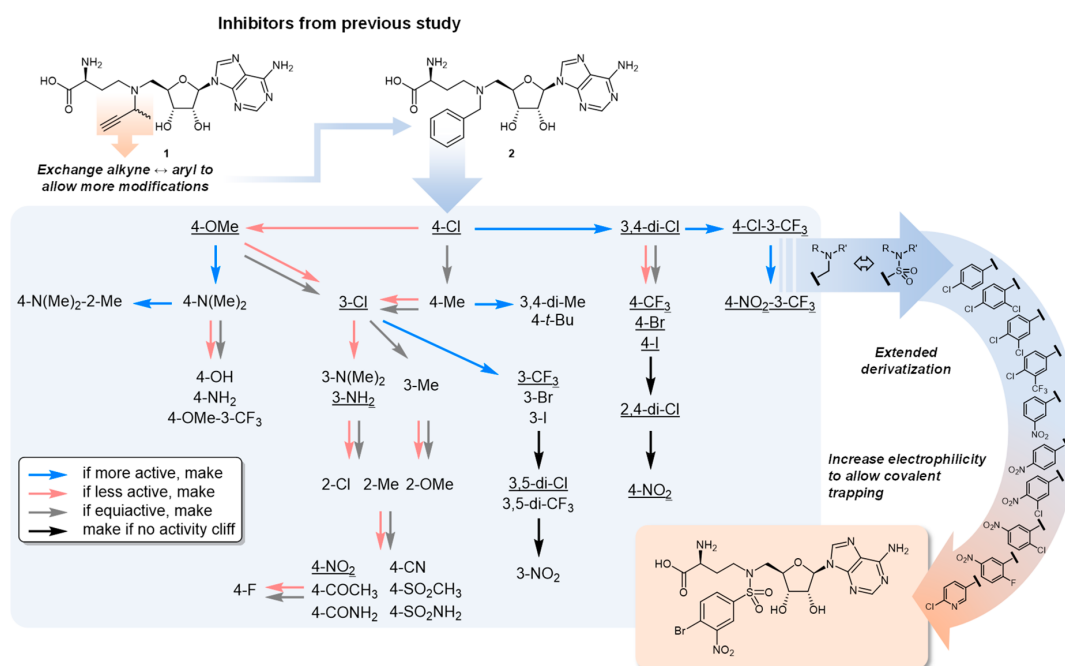 Inhibitors from previous study
NH2
HO
O
N
O
N
N
NH2
N
N
HO
OH
1
NH2
HO
O
N
O
N
N
NH2
N
N
HO
OH
2
Exchange alkyne ↔ aryl to
allow more modifications
4-OMe
4-Cl
3,4-di-Cl
4-Cl-3-CF3
4-N(Me)2-2-Me
4-N(Me)2
3-Cl
4-Me
3,4-di-Me
4-t-Bu
4-CF3
4-Br
4-I
4-NO2-3-CF3
4-OH
4-NH2
4-OMe-3-CF3
3-N(Me)2
3-NH2
3-Me
3-CF3
3-Br
3-I
2,4-di-Cl
2-Cl
2-Me
2-OMe
3,5-di-Cl
3,5-di-CF3
4-NO2
4-F
4-NO2
4-COCH3
4-CONH2
4-CN
4-SO2CH3
4-SO2NH2
3-NO2
if more active, make
if less active, make
if equiactive, make
make if no activity cliff
R
N
R'
R
N
R'
S
O
O
Extended
derivatization
Increase electrophilicity
to allow covalent
trapping
Cl
Cl
Cl
Cl
Cl
Cl
CF3
NO2
O2N
O2N
Cl
NO2
Cl
NO2
F
Cl
N
NH2
HO
O
N
S
O
O
O
N
N
NH2
N
N
HO
OH
Br
NO2